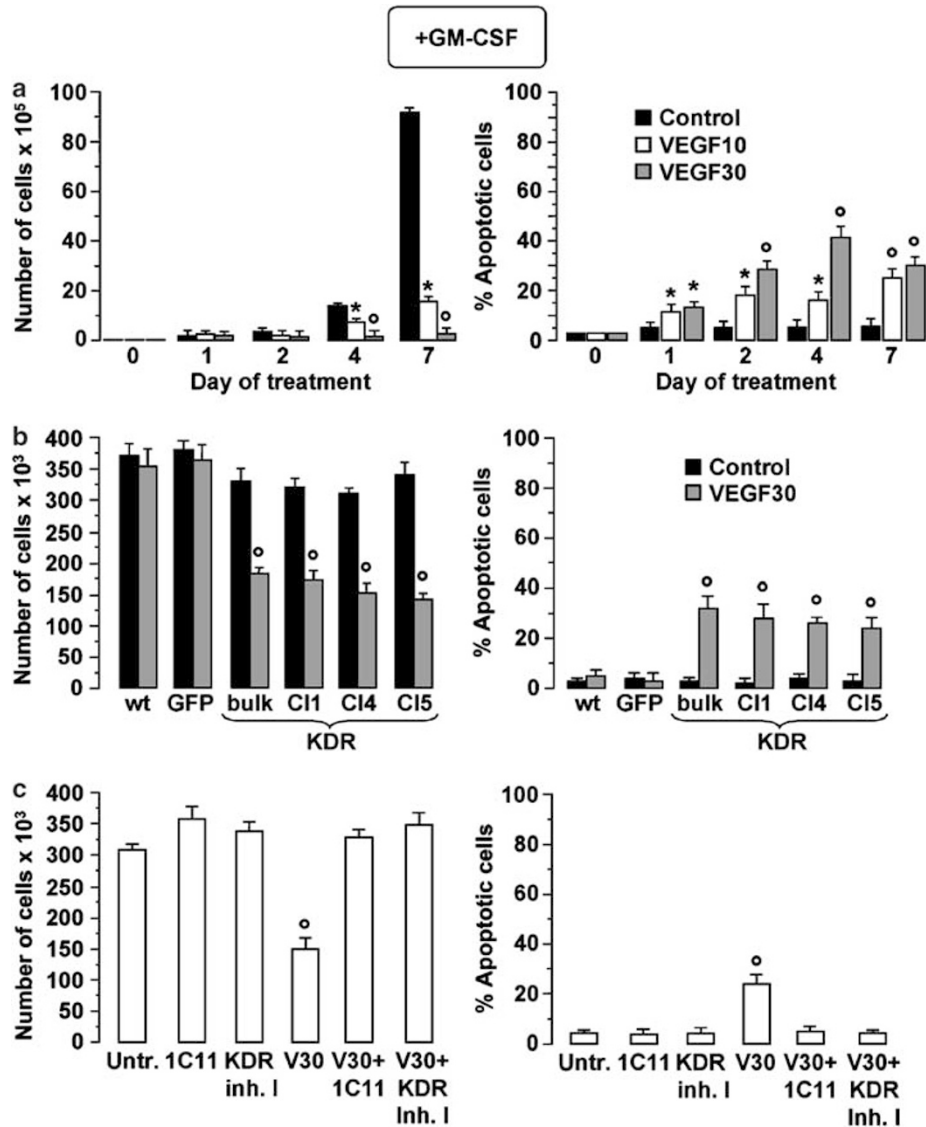 +GM-CSF
a
Number of cells x 10⁵
100
80
60
40
20
0
* o
* o
0 1 2 4 7
Day of treatment
% Apoptotic cells
100
80
60
40
20
0
Control
VEGF10
VEGF30
* *
* o
* o
o o
0 1 2 4 7
Day of treatment
b
Number of cells x 10³
400
350
300
250
200
150
100
50
0
o o o o
wt GFP bulk Cl1 Cl4 Cl5
KDR
% Apoptotic cells
100
80
60
40
20
0
Control
VEGF30
o o o o
wt GFP bulk Cl1 Cl4 Cl5
KDR
c
Number of cells x 10³
400
350
300
250
200
150
100
50
0
o
Untr. 1C11 KDR V30 V30+ V30+
inh. I 1C11 KDR
Inh. I
% Apoptotic cells
100
80
60
40
20
0
o
Untr. 1C11 KDR V30 V30+ V30+
inh. I 1C11 KDR
Inh. I